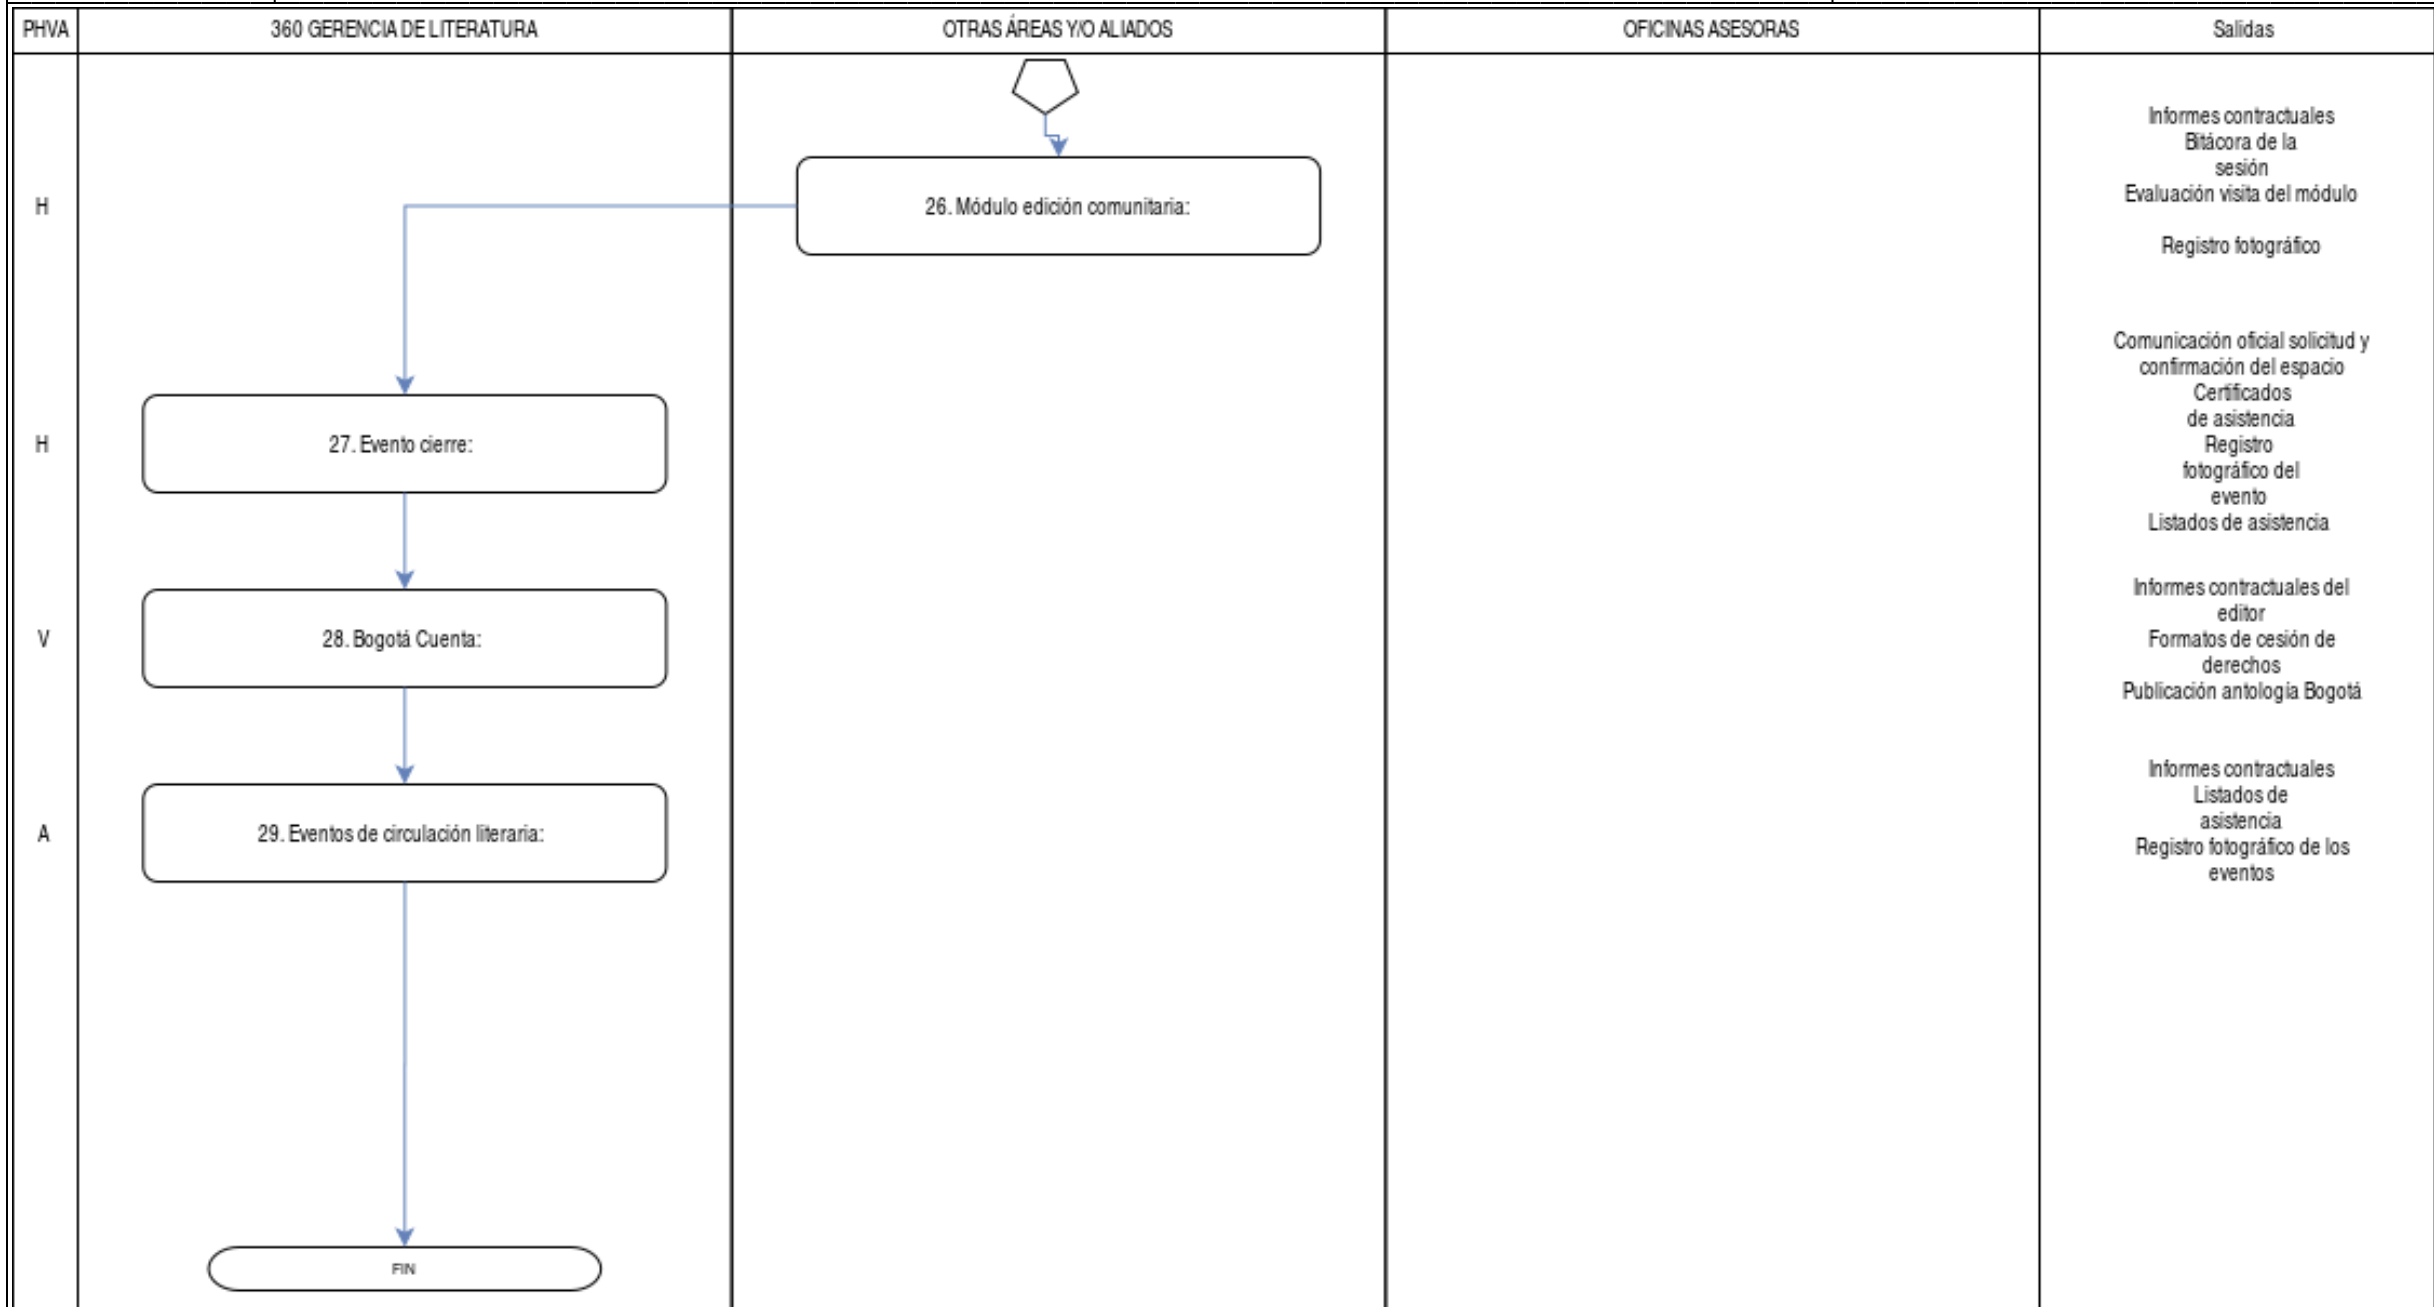 PHVA
360 GERENCIA DE LITERATURA
OTRAS ÁREAS Y/O ALIADOS
OFICINAS ASESORAS
Salidas
H
26. Módulo edición comunitaria:
Informes contractuales
Bitácora de la
sesión
Evaluación visita del módulo
Registro fotográfico
H
27. Evento cierre:
Comunicación oficial solicitud y
confirmación del espacio
Certificados
de asistencia
Registro
fotográfico del
evento
Listados de asistencia
V
28. Bogotá Cuenta:
Informes contractuales del
editor
Formatos de cesión de
derechos
Publicación antología Bogotá
A
29. Eventos de circulación literaria:
Informes contractuales
Listados de
asistencia
Registro fotográfico de los
eventos
FIN